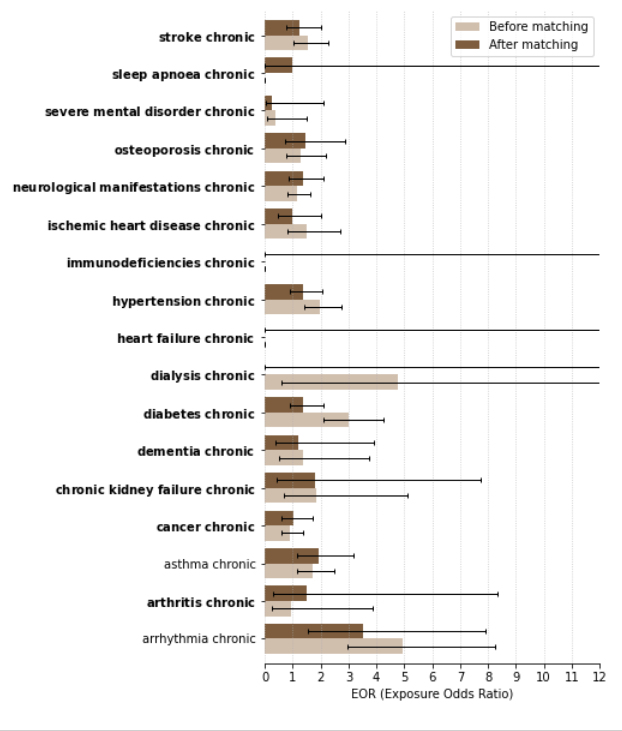 Before matching
After matching
stroke chronic
sleep apnoea chronic
severe mental disorder chronic
osteoporosis chronic
neurological manifestations chronic
ischemic heart disease chronic
immunodeficiencies chronic
hypertension chronic
heart failure chronic
dialysis chronic
diabetes chronic
dementia chronic
chronic kidney failure chronic
cancer chronic
asthma chronic
arthritis chronic
arrhythmia chronic
0 1 2 3 4 5 6 7 8 9 10 11 12
EOR (Exposure Odds Ratio)